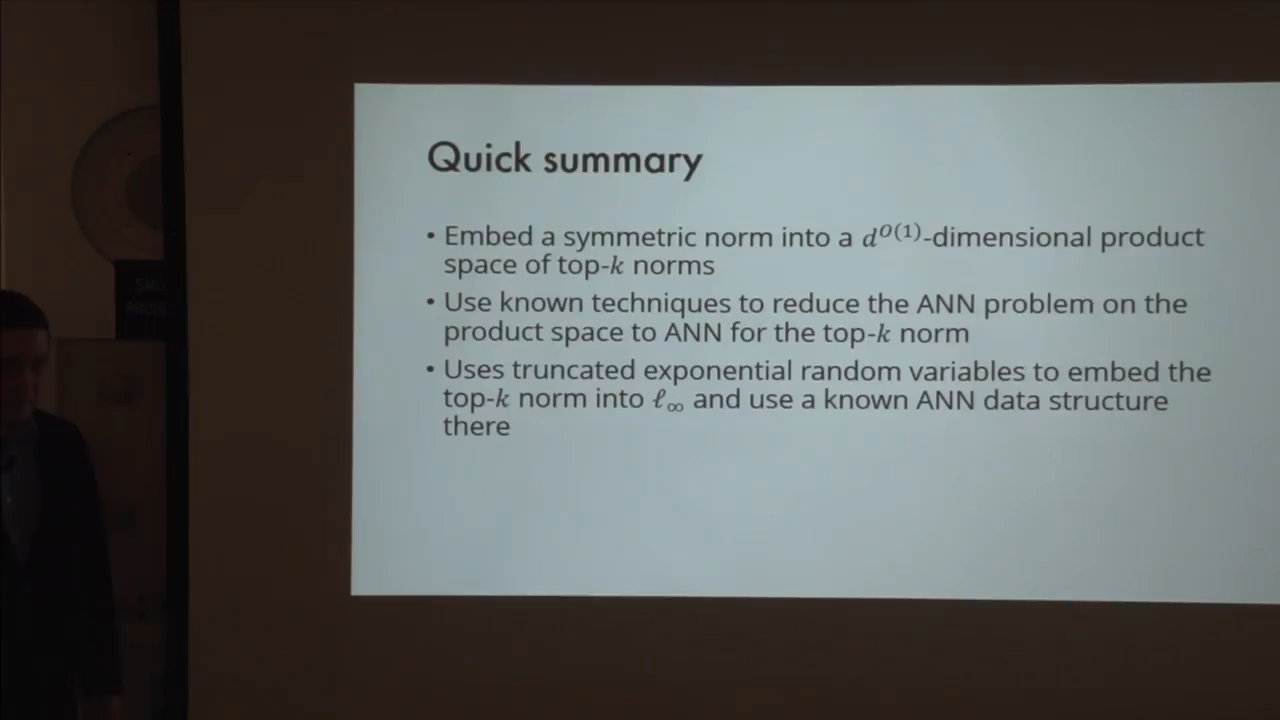 Quick summary
• Embed a symmetric norm into a d^{O(1)}-dimensional product
space of top-k norms
• Use known techniques to reduce the ANN problem on the
product space to ANN for the top-k norm
• Uses truncated exponential random variables to embed the
top-k norm into ℓ∞ and use a known ANN data structure
there